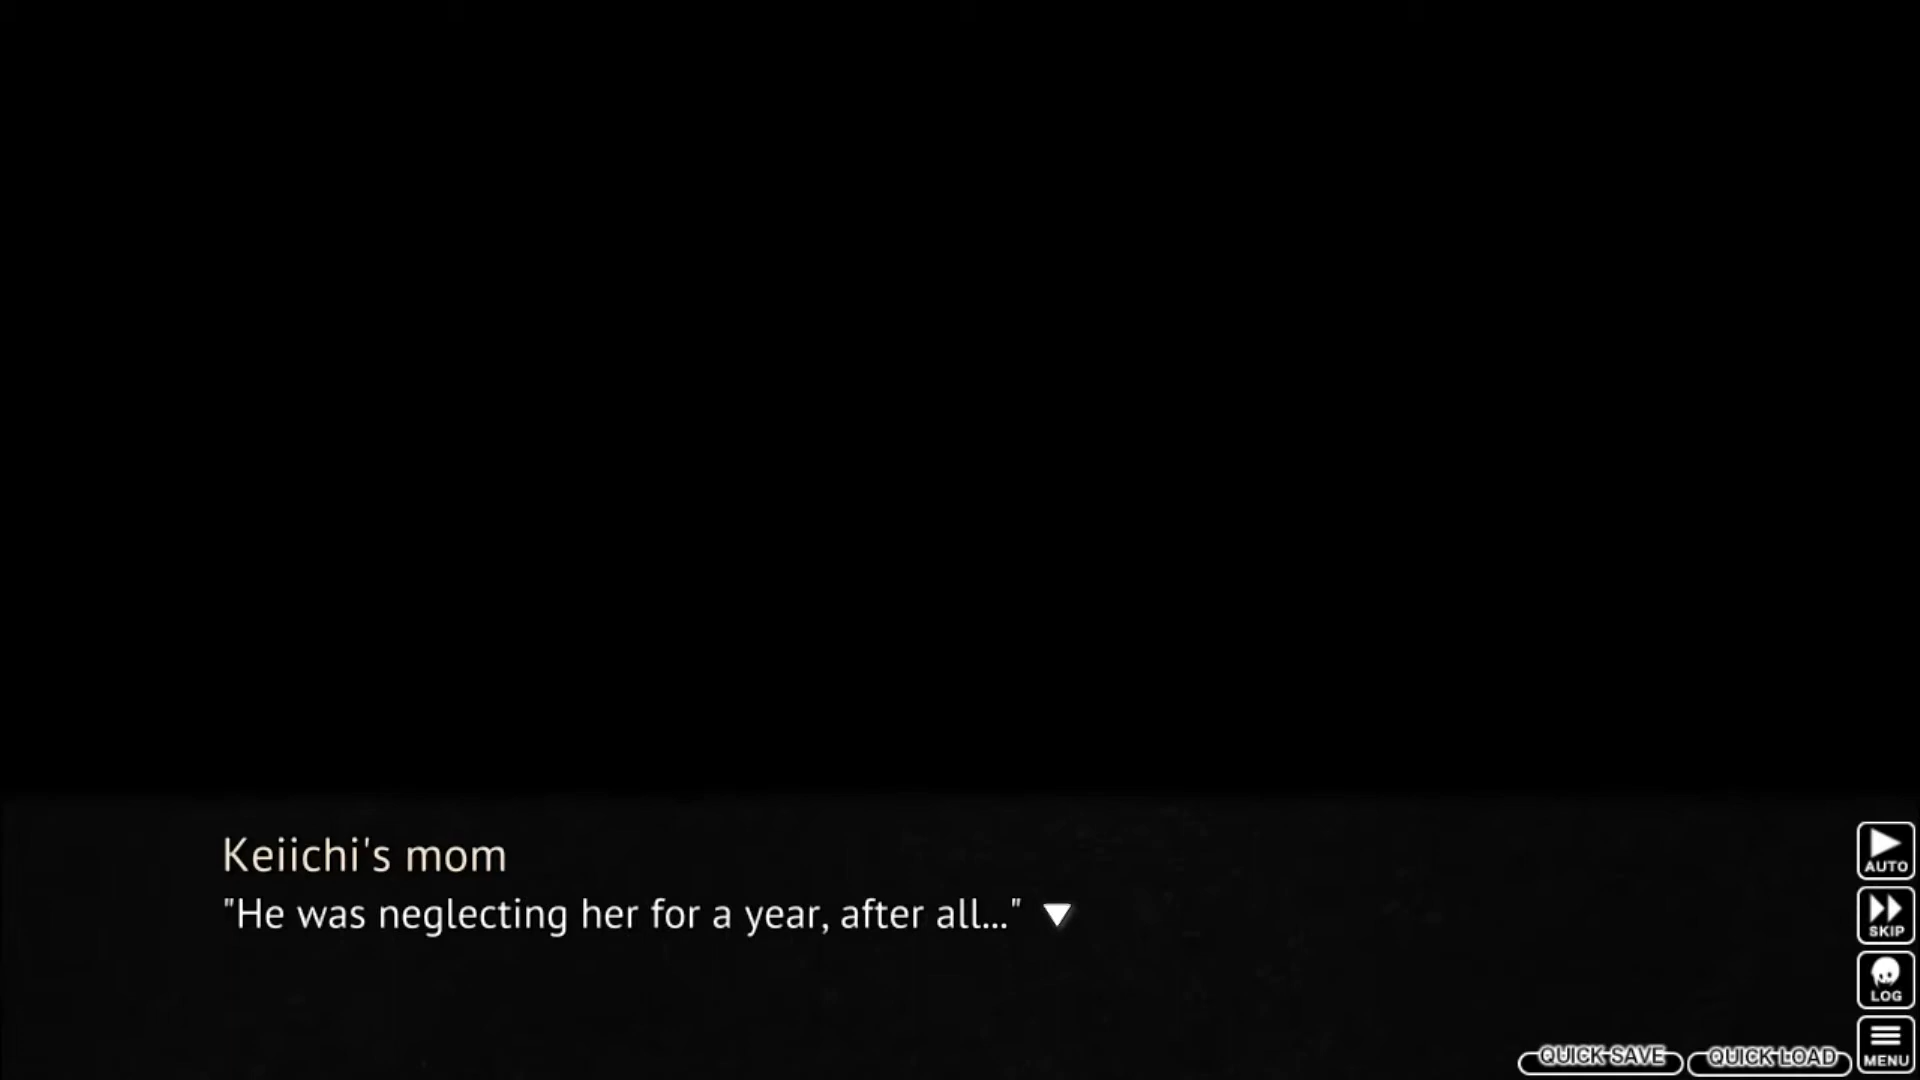 Keiichi's mom
"He was neglecting her for a year, after all..."
AUTO
SKIP
LOG
MENU
QUICK SAVE
QUICK LOAD